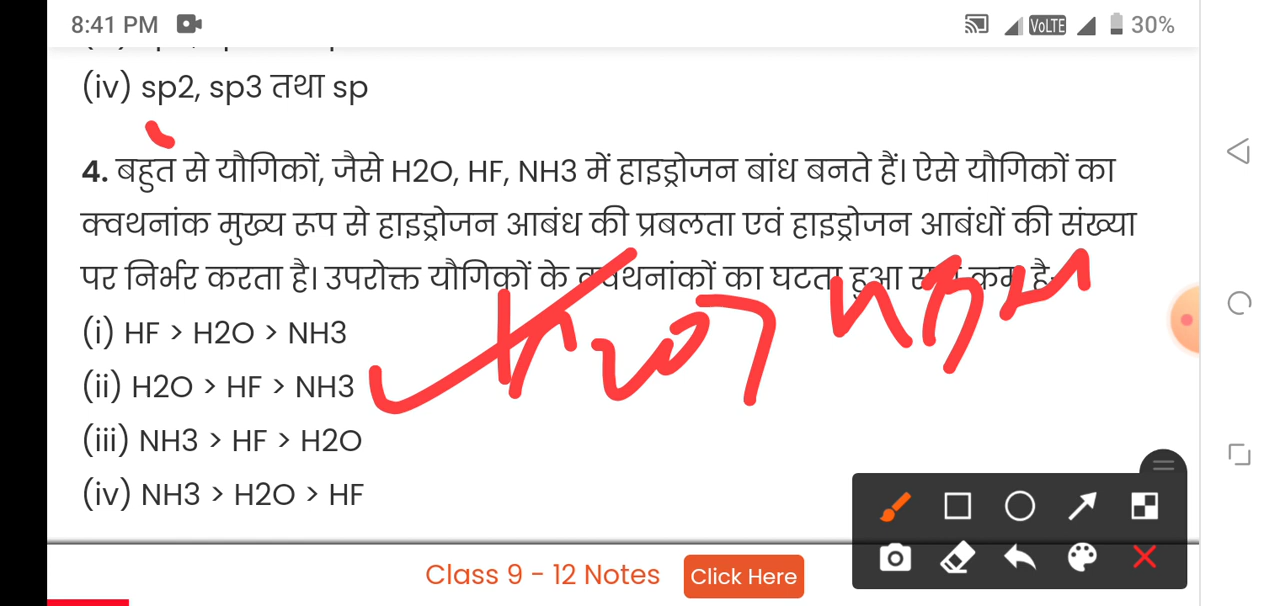 8:41 PM VoLTE 30%
(iv) sp2, sp3 तथा sp
4. बहुत से यौगिकों, जैसे H2O, HF, NH3 में हाइड्रोजन बांध बनते हैं। ऐसे यौगिकों का
क्वथनांक मुख्य रूप से हाइड्रोजन आबंध की प्रबलता एवं हाइड्रोजन आबंधों की संख्या
पर निर्भर करता है। उपरोक्त यौगिकों के क्वथनांकों का घटता हुआ सही क्रम है-
(i) HF > H2O > NH3
(ii) H2O > HF > NH3
(iii) NH3 > HF > H2O
(iv) NH3 > H2O > HF
Class 9 - 12 Notes Click Here